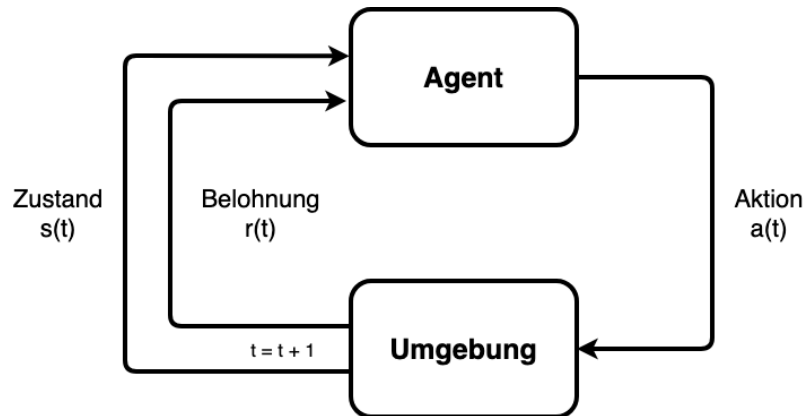 Agent
Zustand
s(t)
Belohnung
r(t)
Aktion
a(t)
t = t + 1
Umgebung